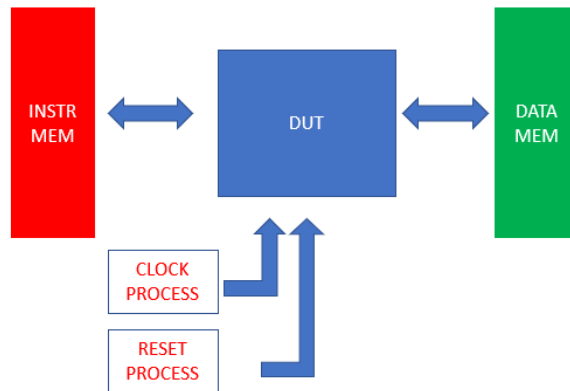 INSTR
MEM
DUT
DATA
MEM
CLOCK
PROCESS
RESET
PROCESS